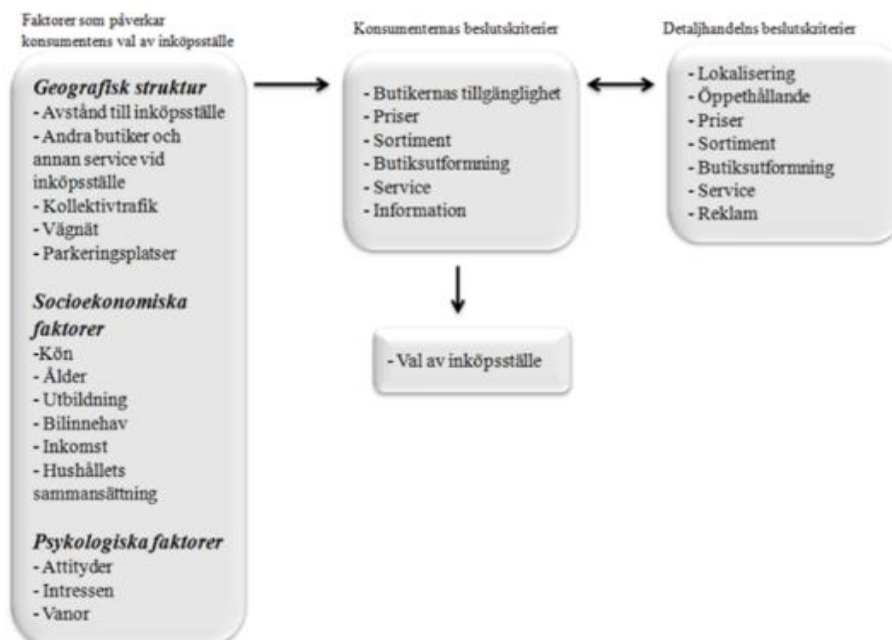 Faktorer som påverkar
konsumentens val av inköpsställe
Geografisk struktur
- Avstånd till inköpsställe
- Andra butiker och
annan service vid
inköpsställe
- Kollektivtrafik
- Vägnät
- Parkeringsplatser
Socioekonomiska
faktorer
-Kön
- Ålder
- Utbildning
- Bilinnehav
- Inkomst
- Hushållets
sammansättning
Psykologiska faktorer
- Attityder
- Intressen
- Vanor
Konsumenternas beslutskriterier
- Butikernas tillgänglighet
- Priser
- Sortiment
- Butiksutformning
- Service
- Information
- Val av inköpsställe
Detaljhandelns beslutskriterier
- Lokalisering
- Öppethållande
- Priser
- Sortiment
- Butiksutformning
- Service
- Reklam